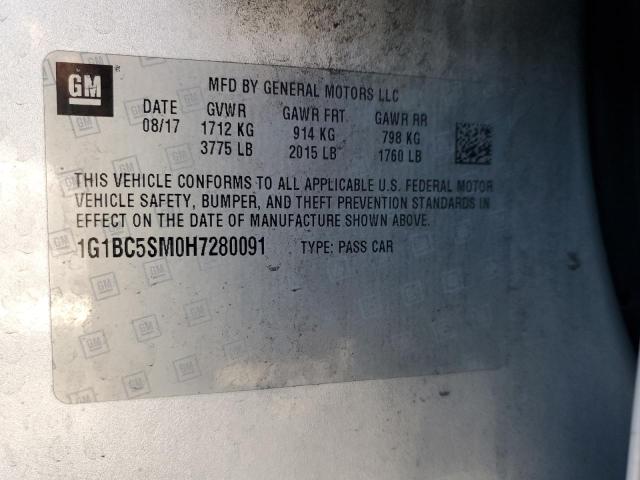 GM
MFD BY GENERAL MOTORS LLC
DATE GVWR GAWR FRT GAWR RR
08/17 1712 KG 914 KG 798 KG
3775 LB 2015 LB 1760 LB
THIS VEHICLE CONFORMS TO ALL APPLICABLE U.S. FEDERAL MOTOR
VEHICLE SAFETY, BUMPER, AND THEFT PREVENTION STANDARDS IN
EFFECT ON THE DATE OF MANUFACTURE SHOWN ABOVE.
1G1BC5SM0H7280091 TYPE: PASS CAR